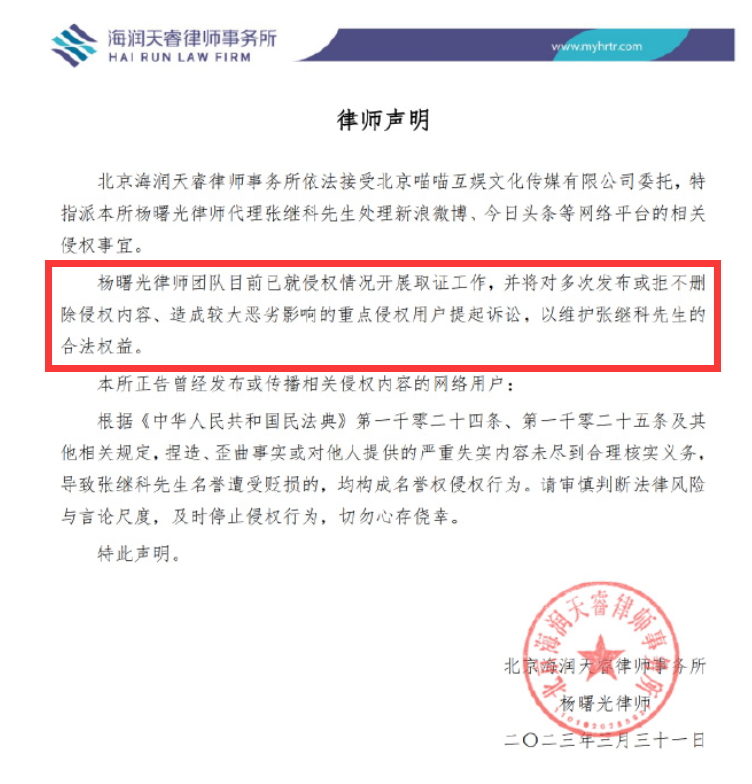 海润天睿律师事务所
HAI RUN LAW FIRM
www.myhrtr.com
律师声明
北京海润天睿律师事务所依法接受北京喵喵互娱文化传媒有限公司委托，特
指派本所杨曙光律师代理张继科先生处理新浪微博、今日头条等网络平台的相关
侵权事宜。
杨曙光律师团队目前已就侵权情况开展取证工作，并将对多次发布或拒不删
除侵权内容、造成较大恶劣影响的重点侵权用户提起诉讼，以维护张继科先生的
合法权益。
本所正告曾经发布或传播相关侵权内容的网络用户：
根据《中华人民共和国民法典》第一千零二十四条、第一千零二十五条及其
他相关规定，捏造、歪曲事实或对他人提供的严重失实内容未尽到合理核实义务，
导致张继科先生名誉遭受贬损的，均构成名誉权侵权行为。请审慎判断法律风险
与言论尺度，及时停止侵权行为，切勿心存侥幸。
特此声明。
北京海润天睿律师事务所
北京海润天睿律师事务所
杨曙光律师
二〇二三年三月三十一日